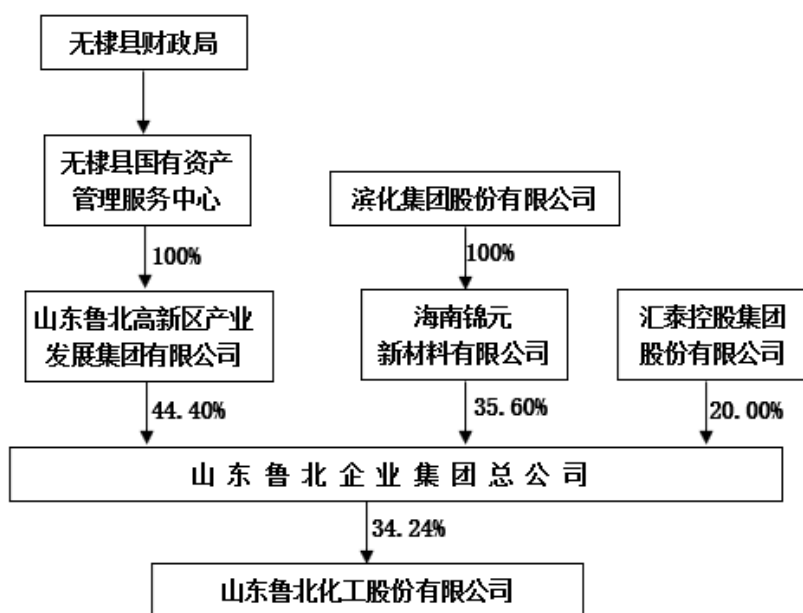 无棣县财政局
无棣县国有资产
管理服务中心
滨化集团股份有限公司
100%
100%
山东鲁北高新区产业
发展集团有限公司
海南锦元
新材料有限公司
汇泰控股集团
股份有限公司
44.40%
35.60%
20.00%
山东鲁北企业集团总公司
34.24%
山东鲁北化工股份有限公司